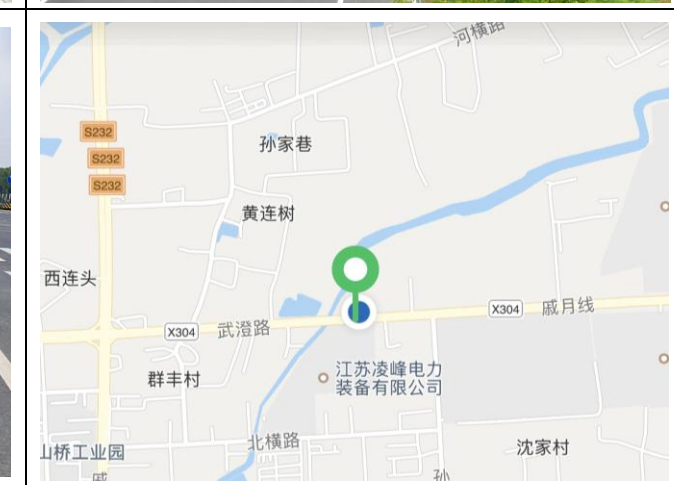 河横路
S232
S232
孙家巷
S232
黄连树
西连头
X304
戚月线
X304
武澄路
江苏凌峰电力
装备有限公司
群丰村
北横路
沈家村
山桥工业园
戚
孙